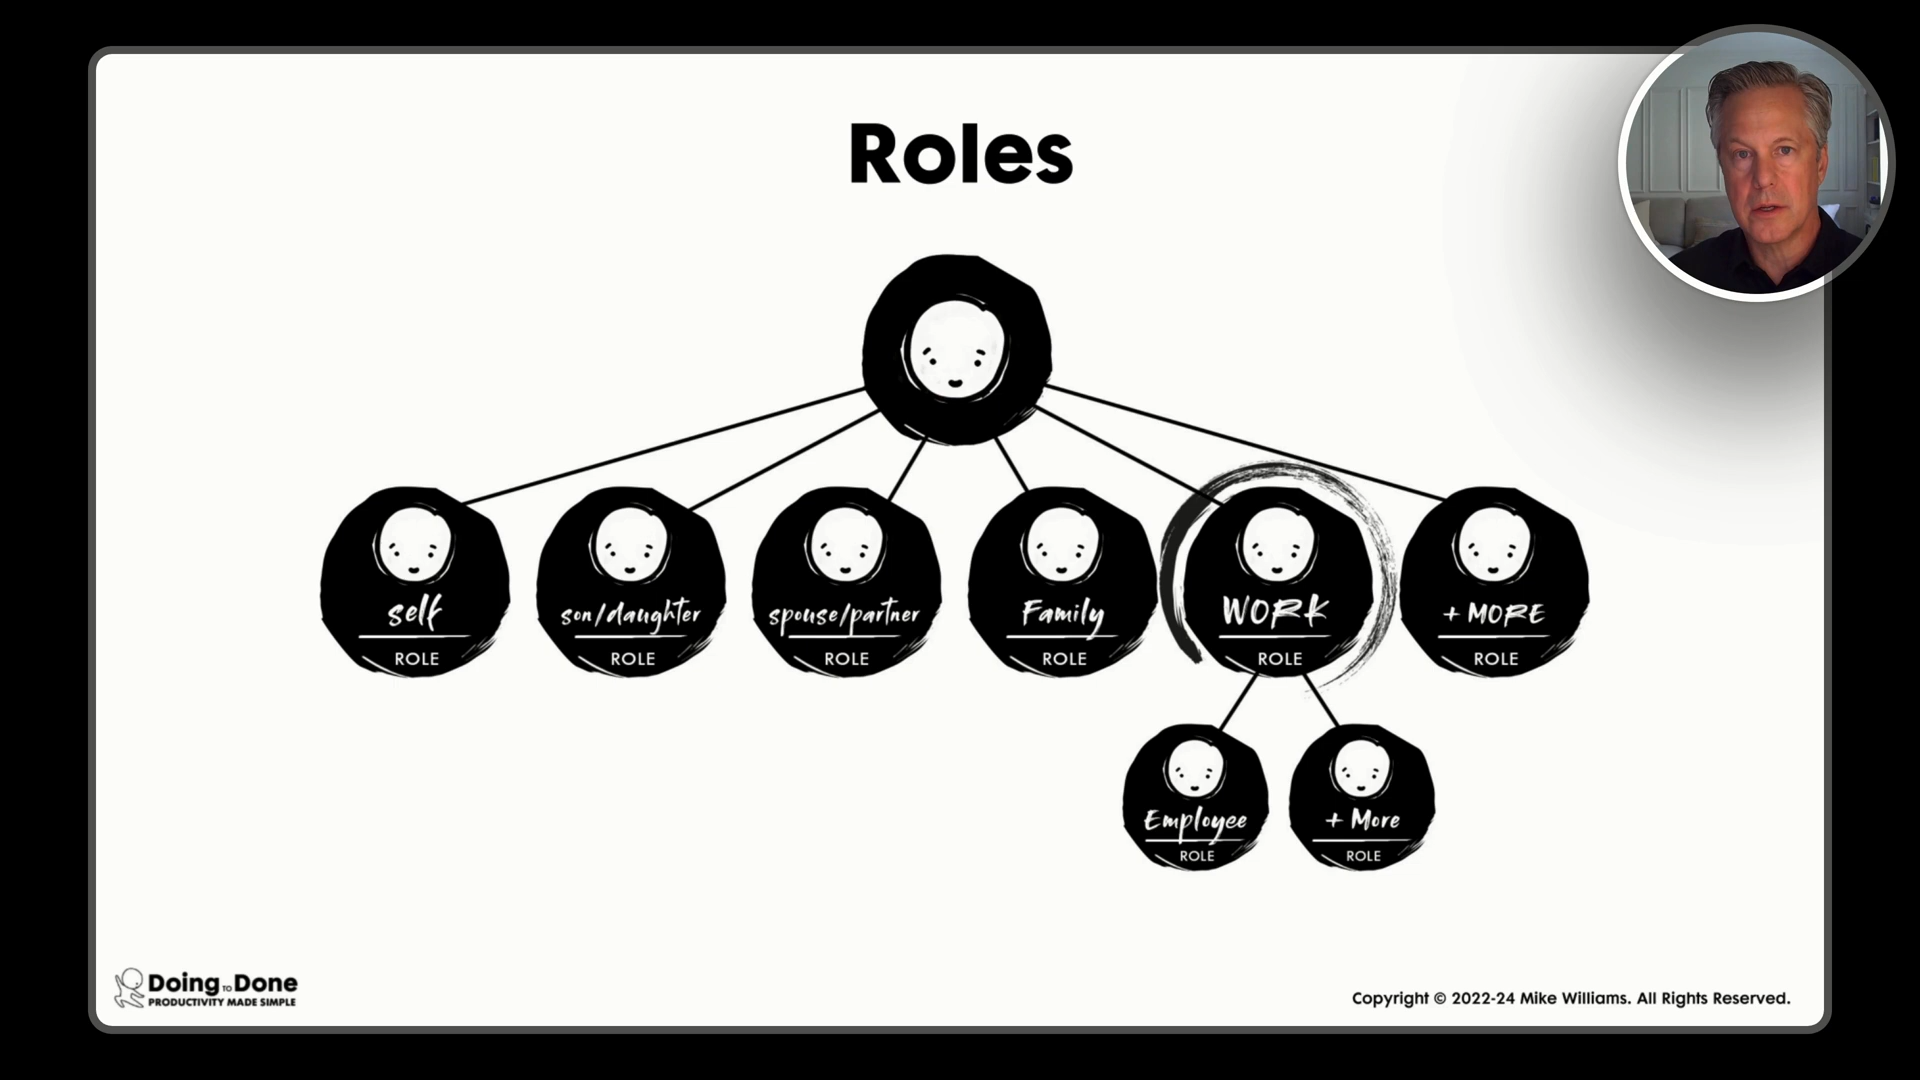 Roles
self
ROLE
son/daughter
ROLE
spouse/partner
ROLE
Family
ROLE
WORK
ROLE
+ MORE
ROLE
Employee
ROLE
+ More
ROLE
Doing TO Done
PRODUCTIVITY MADE SIMPLE
Copyright © 2022-24 Mike Williams. All Rights Reserved.